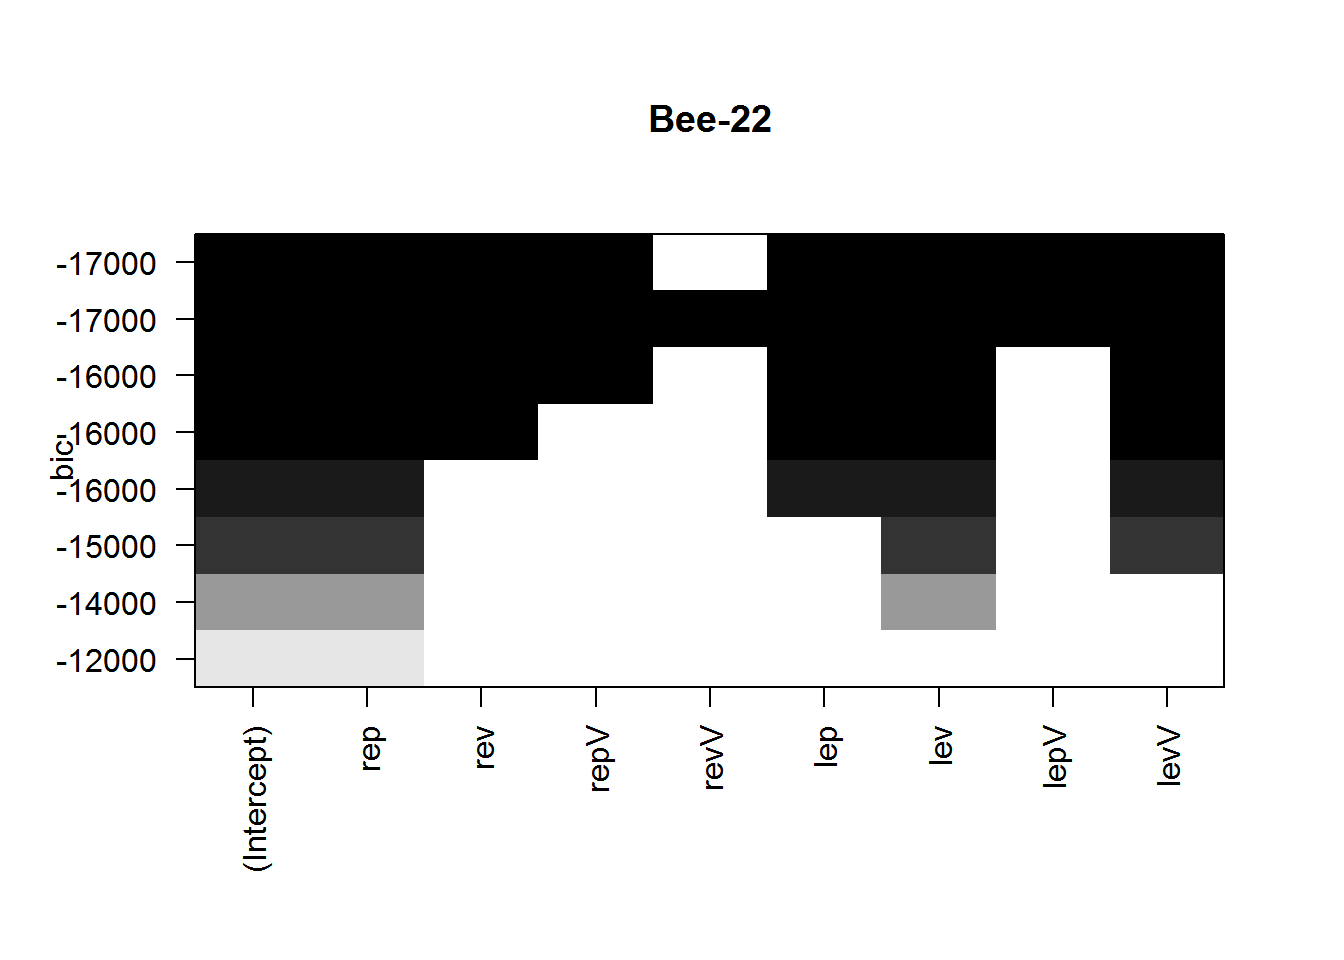 Bee-22
bic
-17000
-17000
-16000
-16000
-16000
-15000
-14000
-12000
(Intercept)
rep
rev
repV
revV
lep
lev
lepV
levV